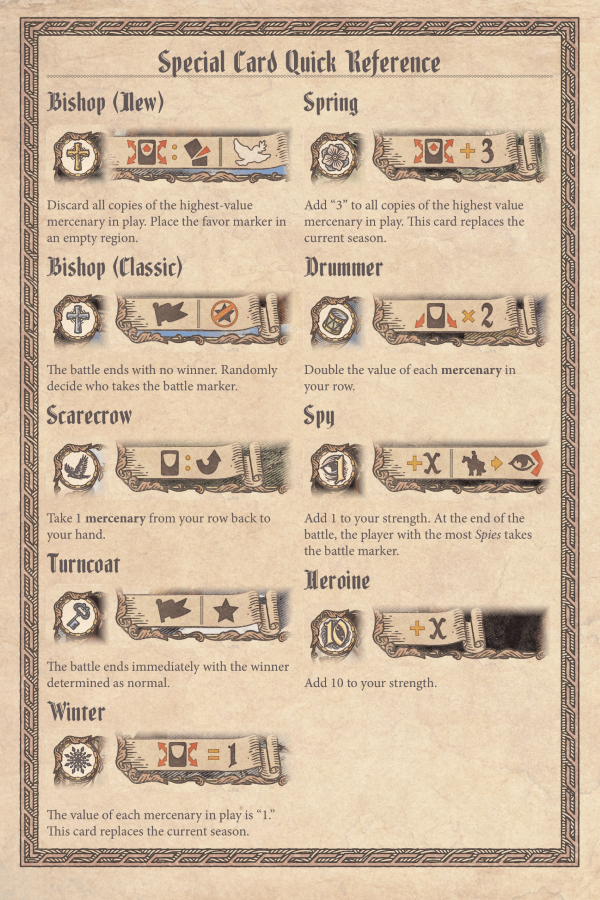 Special Card Quick Reference
Bishop (New)
Discard all copies of the highest-value
mercenary in play. Place the favor marker in
an empty region.
Bishop (Classic)
The battle ends with no winner. Randomly
decide who takes the battle marker.
Scarecrow
Take 1 mercenary from your row back to
your hand.
Turncoat
The battle ends immediately with the winner
determined as normal.
Winter
= 1
The value of each mercenary in play is “1.”
This card replaces the current season.
Spring
+ 3
Add “3” to all copies of the highest value
mercenary in play. This card replaces the
current season.
Drummer
× 2
Double the value of each mercenary in
your row.
Spy
1
+X
Add 1 to your strength. At the end of the
battle, the player with the most Spies takes
the battle marker.
Heroine
10
+X
Add 10 to your strength.